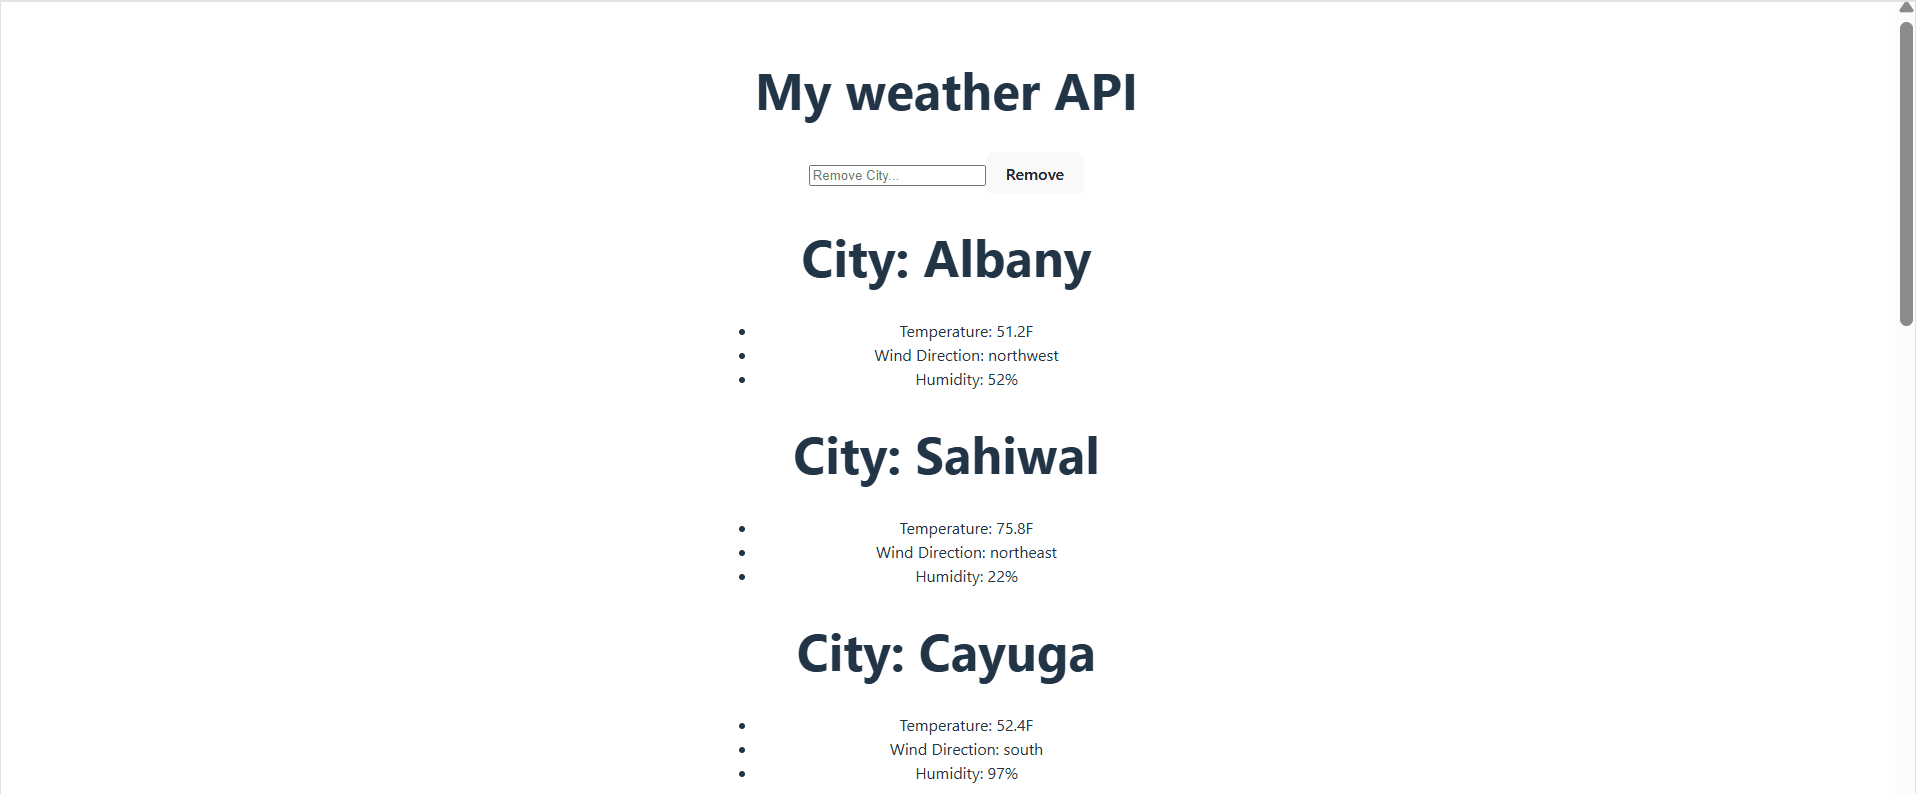 My weather API
Remove City... Remove
City: Albany
Temperature: 51.2F
Wind Direction: northwest
Humidity: 52%
City: Sahiwal
Temperature: 75.8F
Wind Direction: northeast
Humidity: 22%
City: Cayuga
Temperature: 52.4F
Wind Direction: south
Humidity: 97%